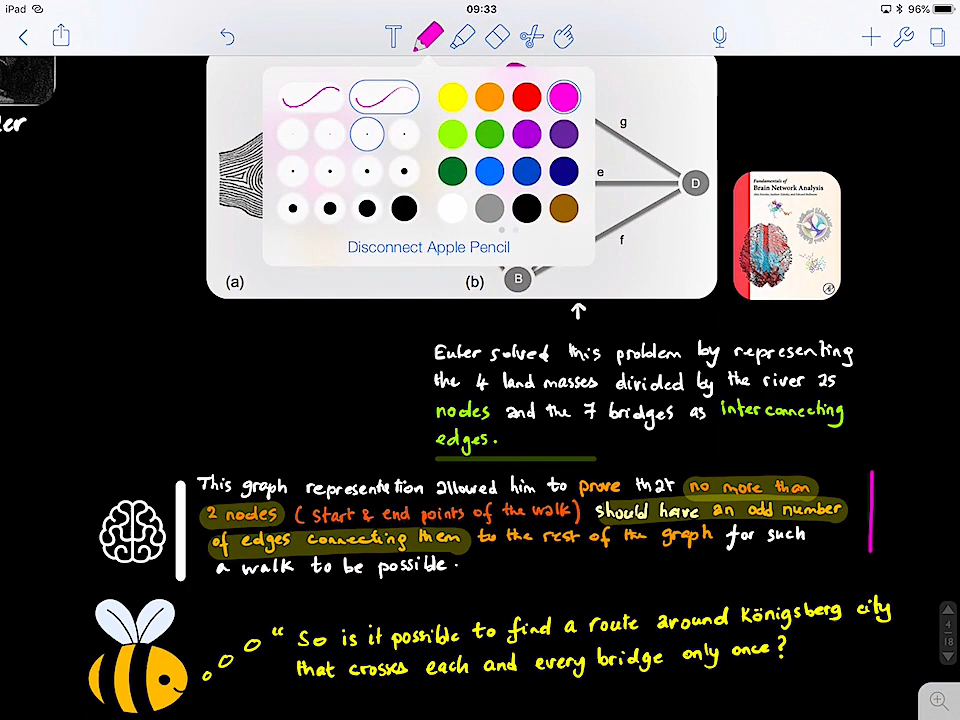 iPad
09:33
96%
T
g
e
f
D
B
(a)
(b)
Disconnect Apple Pencil
Fundamentals of
Brain Network Analysis
ler
Euler solved this problem by representing
the 4 land masses divided by the river as
nodes and the 7 bridges as interconnecting
edges.
This graph representation allowed him to prove that no more than
2 nodes (start & end points of the walk) should have an odd number
of edges connecting them to the rest of the graph for such
a walk to be possible.
"So is it possible to find a route around Königsberg city
that crosses each and every bridge only once?
4
18